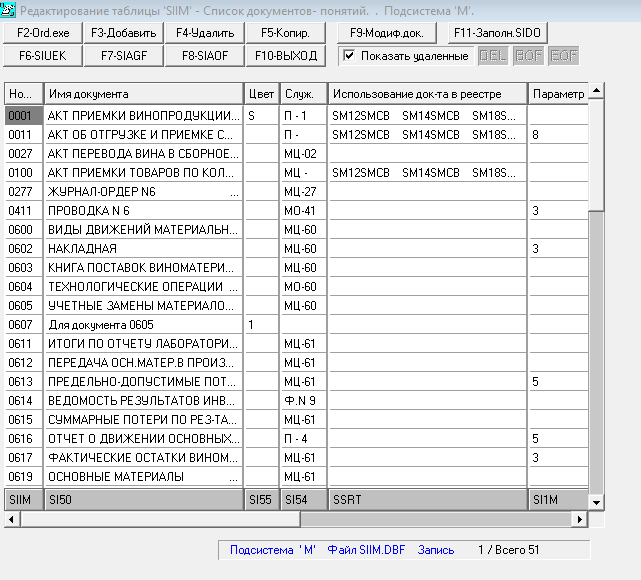 Редактирование таблицы 'SIIM' - Список документов- понятий. . Подсистема 'M'.
F2-Ord.exe F3-Добавить F4-Удалить F5-Копир. F9-Модиф.док. F11-Заполн.SIDO
F6-SIUEK F7-SIAGF F8-SIAOF F10-ВЫХОД Показать удаленные DEL BOF EOF
Но... Имя документа Цвет Служ. Использование док-та в реестре Параметр
0001 АКТ ПРИЕМКИ ВИНОПРОДУКЦИИ... S П - 1 SM12SMCB SM14SMCB SM18S...
0011 АКТ ОБ ОТГРУЗКЕ И ПРИЕМКЕ С... П - SM12SMCB SM14SMCB SM18S... 8
0027 АКТ ПЕРЕВОДА ВИНА В СБОРНОЕ... МЦ-02
0100 АКТ ПРИЕМКИ ТОВАРОВ ПО КОЛ... МЦ - SM12SMCB SM14SMCB SM18S...
0277 ЖУРНАЛ-ОРДЕР N6 ... МЦ-27
0411 ПРОВОДКА N 6 МО-41 3
0600 ВИДЫ ДВИЖЕНИЙ МАТЕРИАЛЬН... МЦ-60
0602 НАКЛАДНАЯ МЦ-60 3
0603 КНИГА ПОСТАВОК ВИНОМАТЕРИ... МЦ-60
0604 ТЕХНОЛОГИЧЕСКИЕ ОПЕРАЦИИ ... МО-60
0605 УЧЕТНЫЕ ЗАМЕНЫ МАТЕРИАЛО... МЦ-60
0607 Для документа 0605 1
0611 ИТОГИ ПО ОТЧЕТУ ЛАБОРАТОРИ... МЦ-61
0612 ПЕРЕДАЧА ОСН.МАТЕР.В ПРОИЗ... МЦ-61
0613 ПРЕДЕЛЬНО-ДОПУСТИМЫЕ ПОТ... МЦ-61 5
0614 ВЕДОМОСТЬ РЕЗУЛЬТАТОВ ИНВ... Ф.N 9
0615 СУММАРНЫЕ ПОТЕРИ ПО РЕЗ-ТА... МЦ-61
0616 ОТЧЕТ О ДВИЖЕНИИ ОСНОВНЫХ... П - 4 5
0617 ФАКТИЧЕСКИЕ ОСТАТКИ ВИНОМ... МЦ-61 3
0619 ОСНОВНЫЕ МАТЕРИАЛЫ ... МЦ-61
SIIM SI50 SI55 SI54 SSRT SI1M
Подсистема 'M' Файл SIIM.DBF Запись 1 / Всего 51